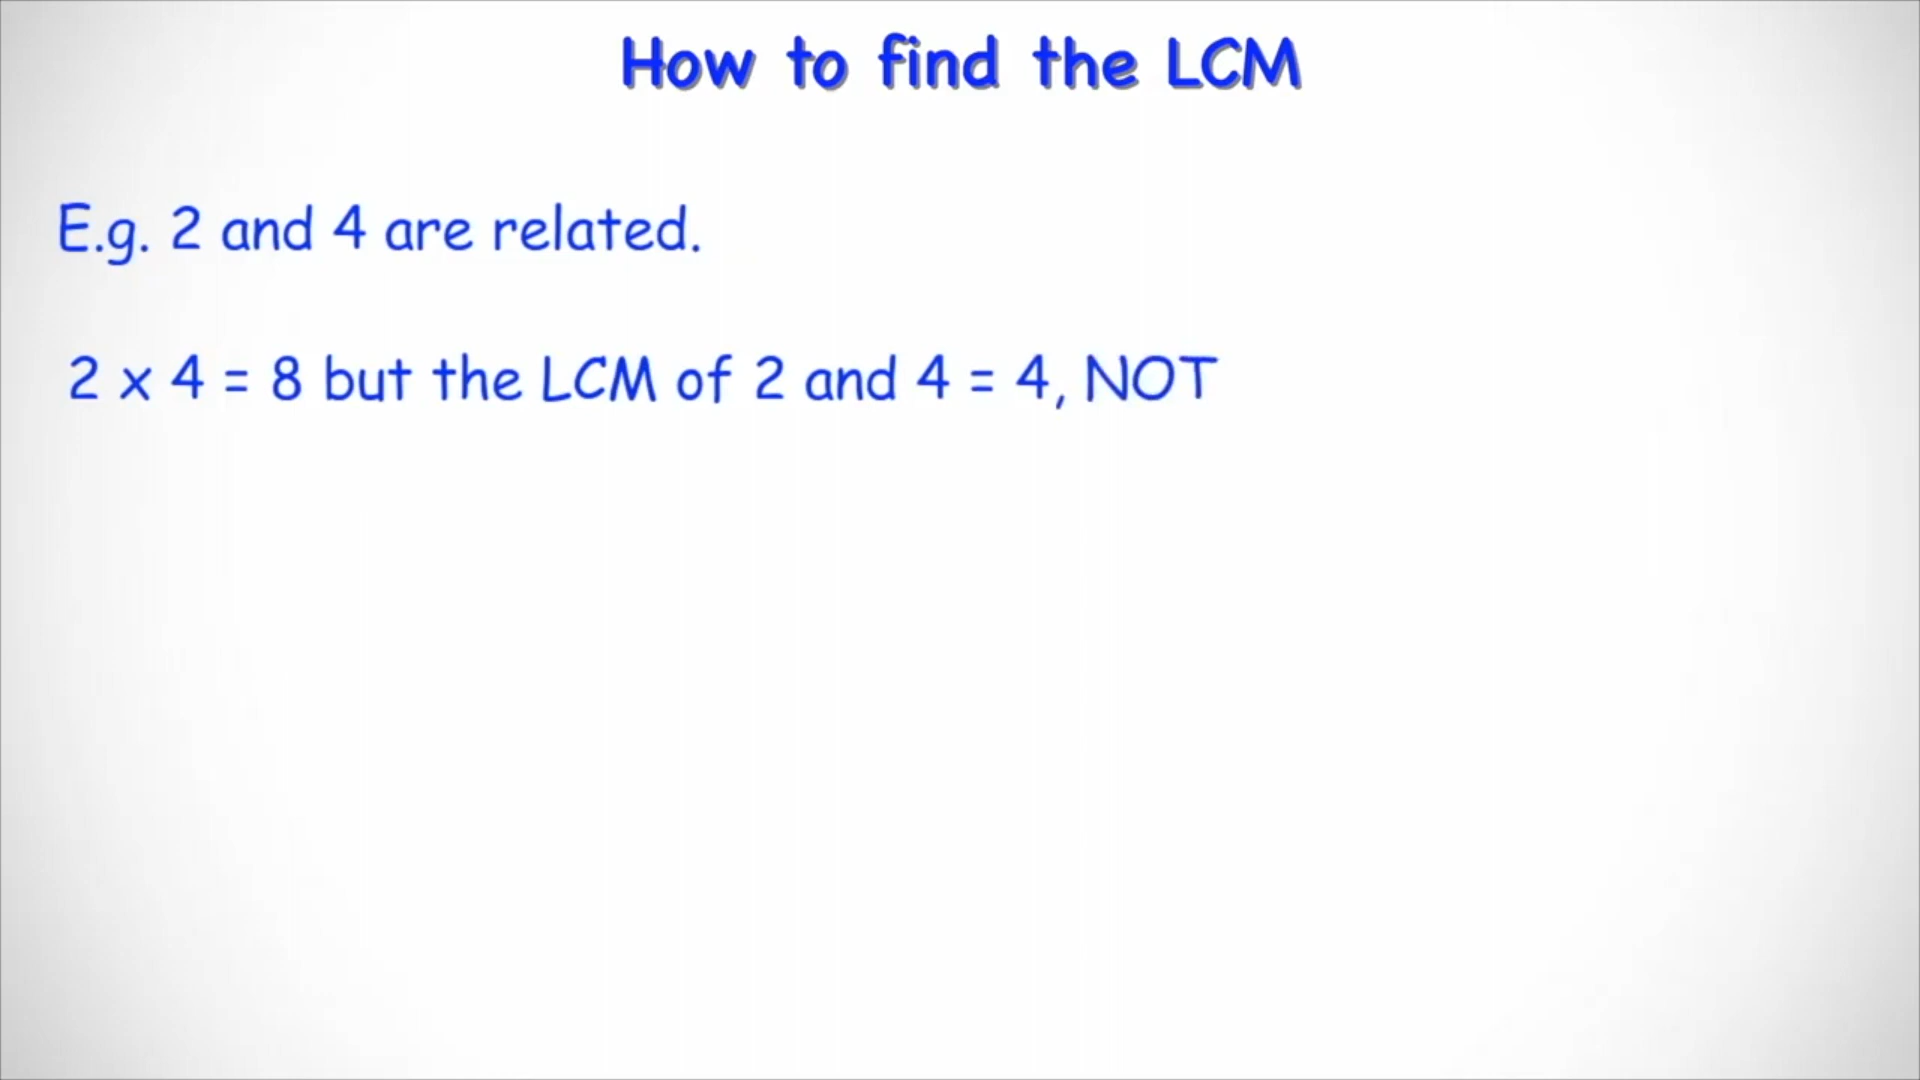 How to find the LCM
E.g. 2 and 4 are related.
2 x 4 = 8 but the LCM of 2 and 4 = 4, NOT